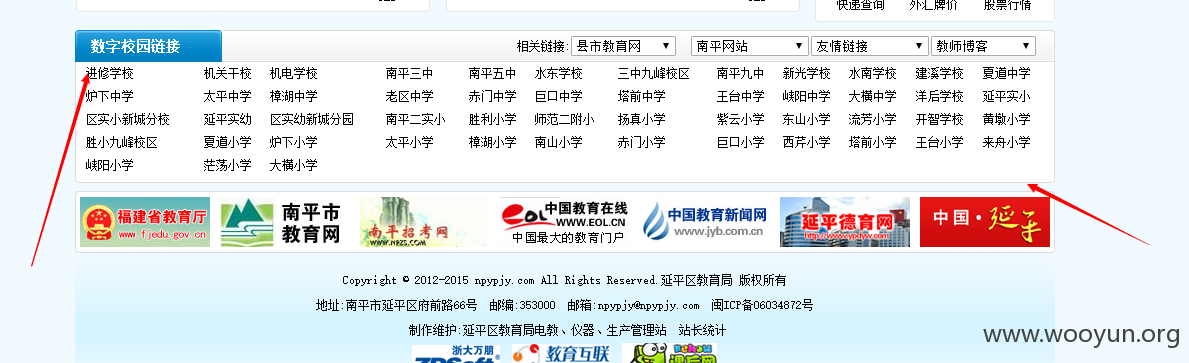 快递查询 外汇牌价 股票行情
数字校园链接 相关链接: 县市教育网 南平网站 友情链接 教师博客
进修学校 机关干校 机电学校 南平三中 南平五中 水东学校 三中九峰校区 南平九中 新光学校 水南学校 建溪学校 夏道中学
炉下中学 太平中学 樟湖中学 老区中学 赤门中学 巨口中学 塔前中学 王台中学 峡阳中学 大横中学 洋后学校 延平实小
区实小新城分校 延平实幼 区实幼新城分园 南平二实小 胜利小学 师范二附小 扬真小学 紫云小学 东山小学 流芳小学 开智学校 黄墩小学
胜小九峰校区 夏道小学 炉下小学 太平小学 樟湖小学 南山小学 赤门小学 巨口小学 西芹小学 塔前小学 王台小学 来舟小学
峡阳小学 茫荡小学 大横小学
福建省教育厅
www.fjedu.gov.cn
南平市
教育网
南平招考网
www.NPZS.COM
EOL 中国教育在线
WWW.EOL.CN
中国最大的教育门户
中国教育新闻网
www.jyb.com.cn
延平德育网
http://www.ypdyw.com
中国·延平
Copyright © 2012-2015 npypjy.com All Rights Reserved.延平区教育局 版权所有
地址:南平市延平区府前路66号 邮编:353000 邮箱:npypjy@npypjy.com 闽ICP备06034872号
制作维护:延平区教育局电教、仪器、生产管理站 站长统计
浙大万朋
教育互联
www.wooyun.org